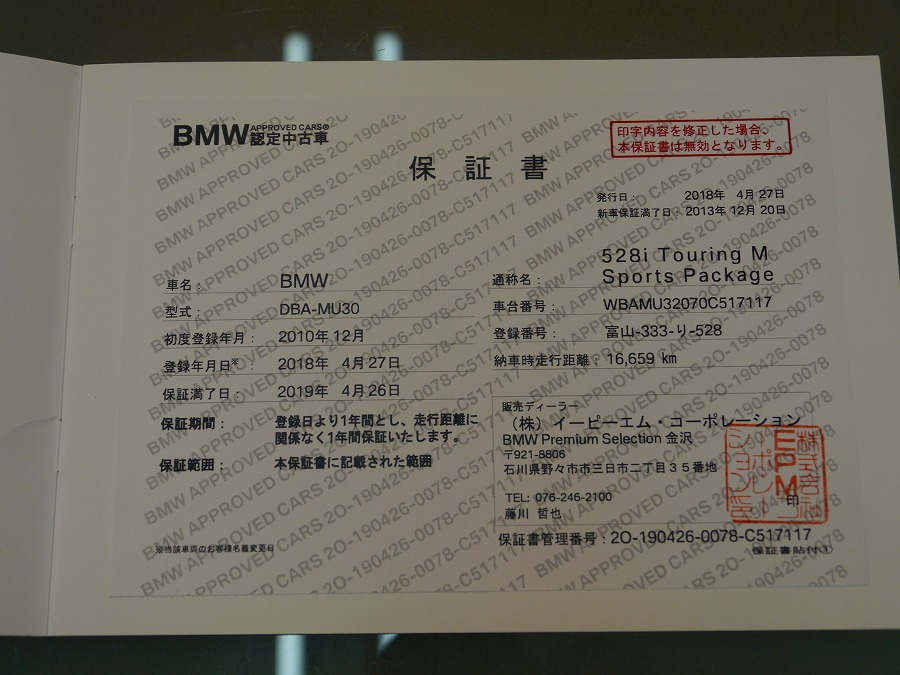 BMW APPROVED CARS®
認定中古車
印字内容を修正した場合、
本保証書は無効となります。
保証書
発行日: 2018年 4月 27日
新車保証満了日: 2013年 12月 20日
車名: BMW
通称名: 528i Touring M
Sports Package
型式: DBA-MU30
車台番号: WBAMU32070C517117
初度登録年月: 2010年 12月
登録番号: 富山-333-り-528
登録年月日※: 2018年 4月 27日
納車時走行距離: 16,659 km
保証満了日: 2019年 4月 26日
保証期間: 登録日より1年間とし、走行距離に
関係なく1年間保証いたします。
保証範囲: 本保証書に記載された範囲
販売ディーラー
(株)イーピーエム・コーポレーション
BMW Premium Selection 金沢
〒921-8806
石川県野々市市三日市二丁目35番地
TEL: 076-246-2100
藤川 哲也
印
保証書管理番号: 2O-190426-0078-C517117
※当該車両のお客様名義変更日
保証書貼付①
BMW APPROVED CARS 2O-190426-0078-C517117